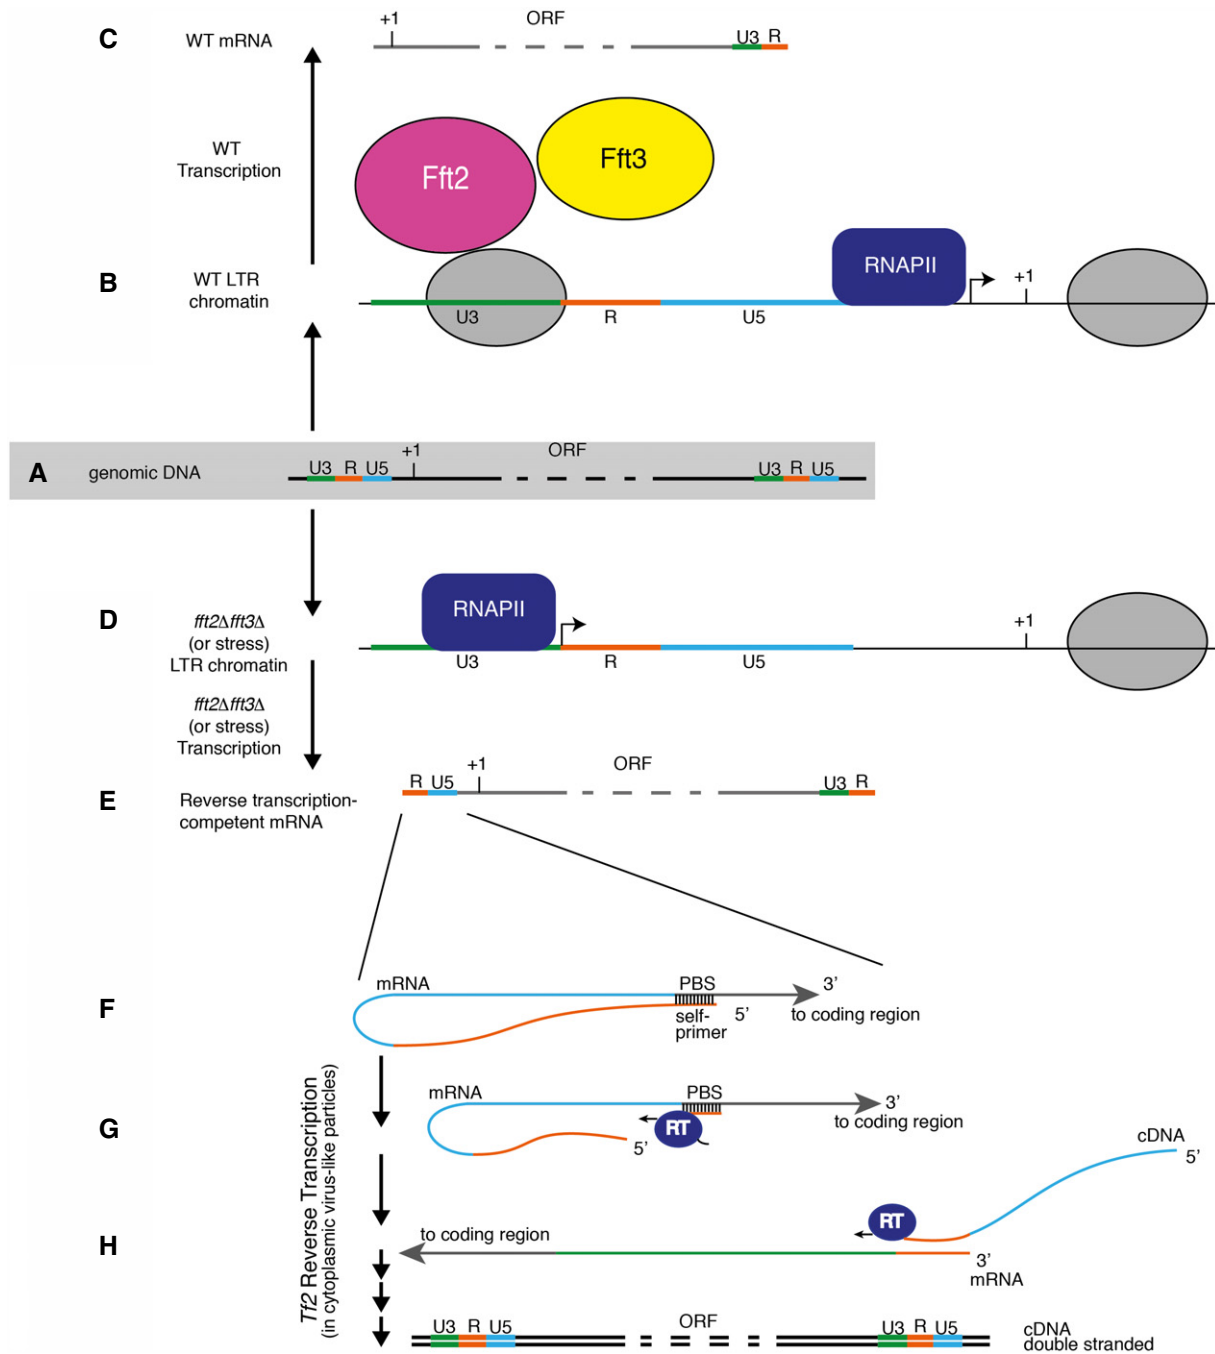 +1 ORF
C WT mRNA U3 R
WT
Transcription
Fft2 Fft3
RNAPII
B WT LTR
chromatin
+1
U3 R U5
+1 ORF
A genomic DNA U3 R U5 U3 R U5
RNAPII
D fft2Δfft3Δ
(or stress)
LTR chromatin
+1
U3 R U5
fft2Δfft3Δ
(or stress)
Transcription
+1 ORF
R U5 U3 R
E Reverse transcription-
competent mRNA
mRNA PBS 3’
F self-
primer
5’ to coding region
Tf2 Reverse Transcription
(in cytoplasmic virus-like particles)
mRNA PBS 3’
G RT to coding region
5’
cDNA
5’
RT
H to coding region
3’
mRNA
U3 R U5 ORF U3 R U5
cDNA
double stranded